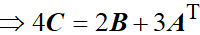 ⇒ 4C = 2B + 3Aᵀ